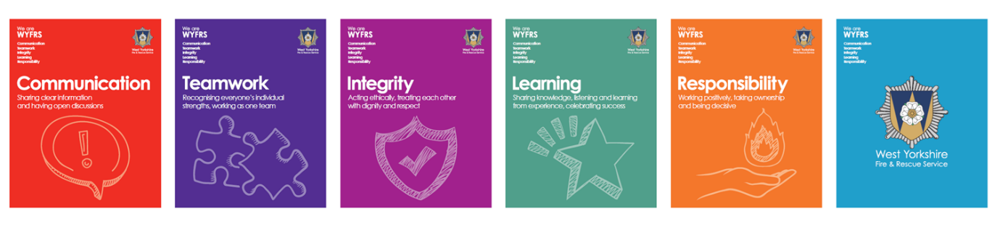 We are
WYFRS
Communication
Teamwork
Integrity
Learning
Responsibility
West Yorkshire
Fire & Rescue Service
Communication
Sharing clear information
and having open discussions
We are
WYFRS
Communication
Teamwork
Integrity
Learning
Responsibility
West Yorkshire
Fire & Rescue Service
Teamwork
Recognising everyone's individual
strengths, working as one team
We are
WYFRS
Communication
Teamwork
Integrity
Learning
Responsibility
West Yorkshire
Fire & Rescue Service
Integrity
Acting ethically, treating each other
with dignity and respect
We are
WYFRS
Communication
Teamwork
Integrity
Learning
Responsibility
West Yorkshire
Fire & Rescue Service
Learning
Sharing knowledge, listening and learning
from experience, celebrating success
We are
WYFRS
Communication
Teamwork
Integrity
Learning
Responsibility
West Yorkshire
Fire & Rescue Service
Responsibility
Working positively, taking ownership
and being decisive
We are
WYFRS
Communication
Teamwork
Integrity
Learning
Responsibility
West Yorkshire
Fire & Rescue Service